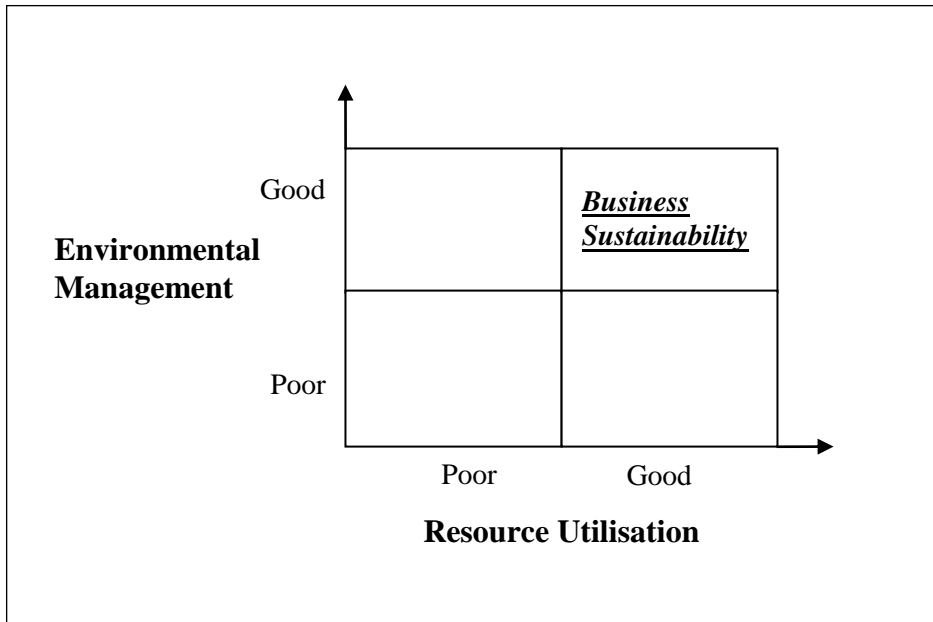 Good
Business
Sustainability
Environmental
Management
Poor
Poor
Good
Resource Utilisation